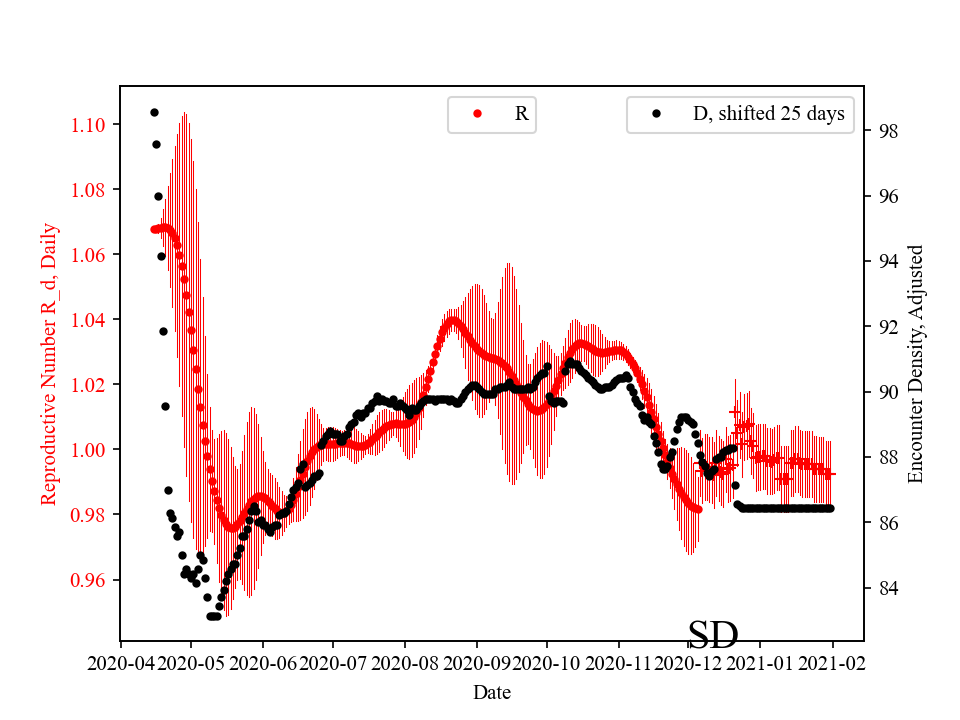 R
D, shifted 25 days
1.10
1.08
1.06
1.04
1.02
1.00
0.98
0.96
Reproductive Number R_d, Daily
98
96
94
92
90
88
86
84
Encounter Density, Adjusted
SD
2020-04 2020-05 2020-06 2020-07 2020-08 2020-09 2020-10 2020-11 2020-12 2021-01 2021-02
Date